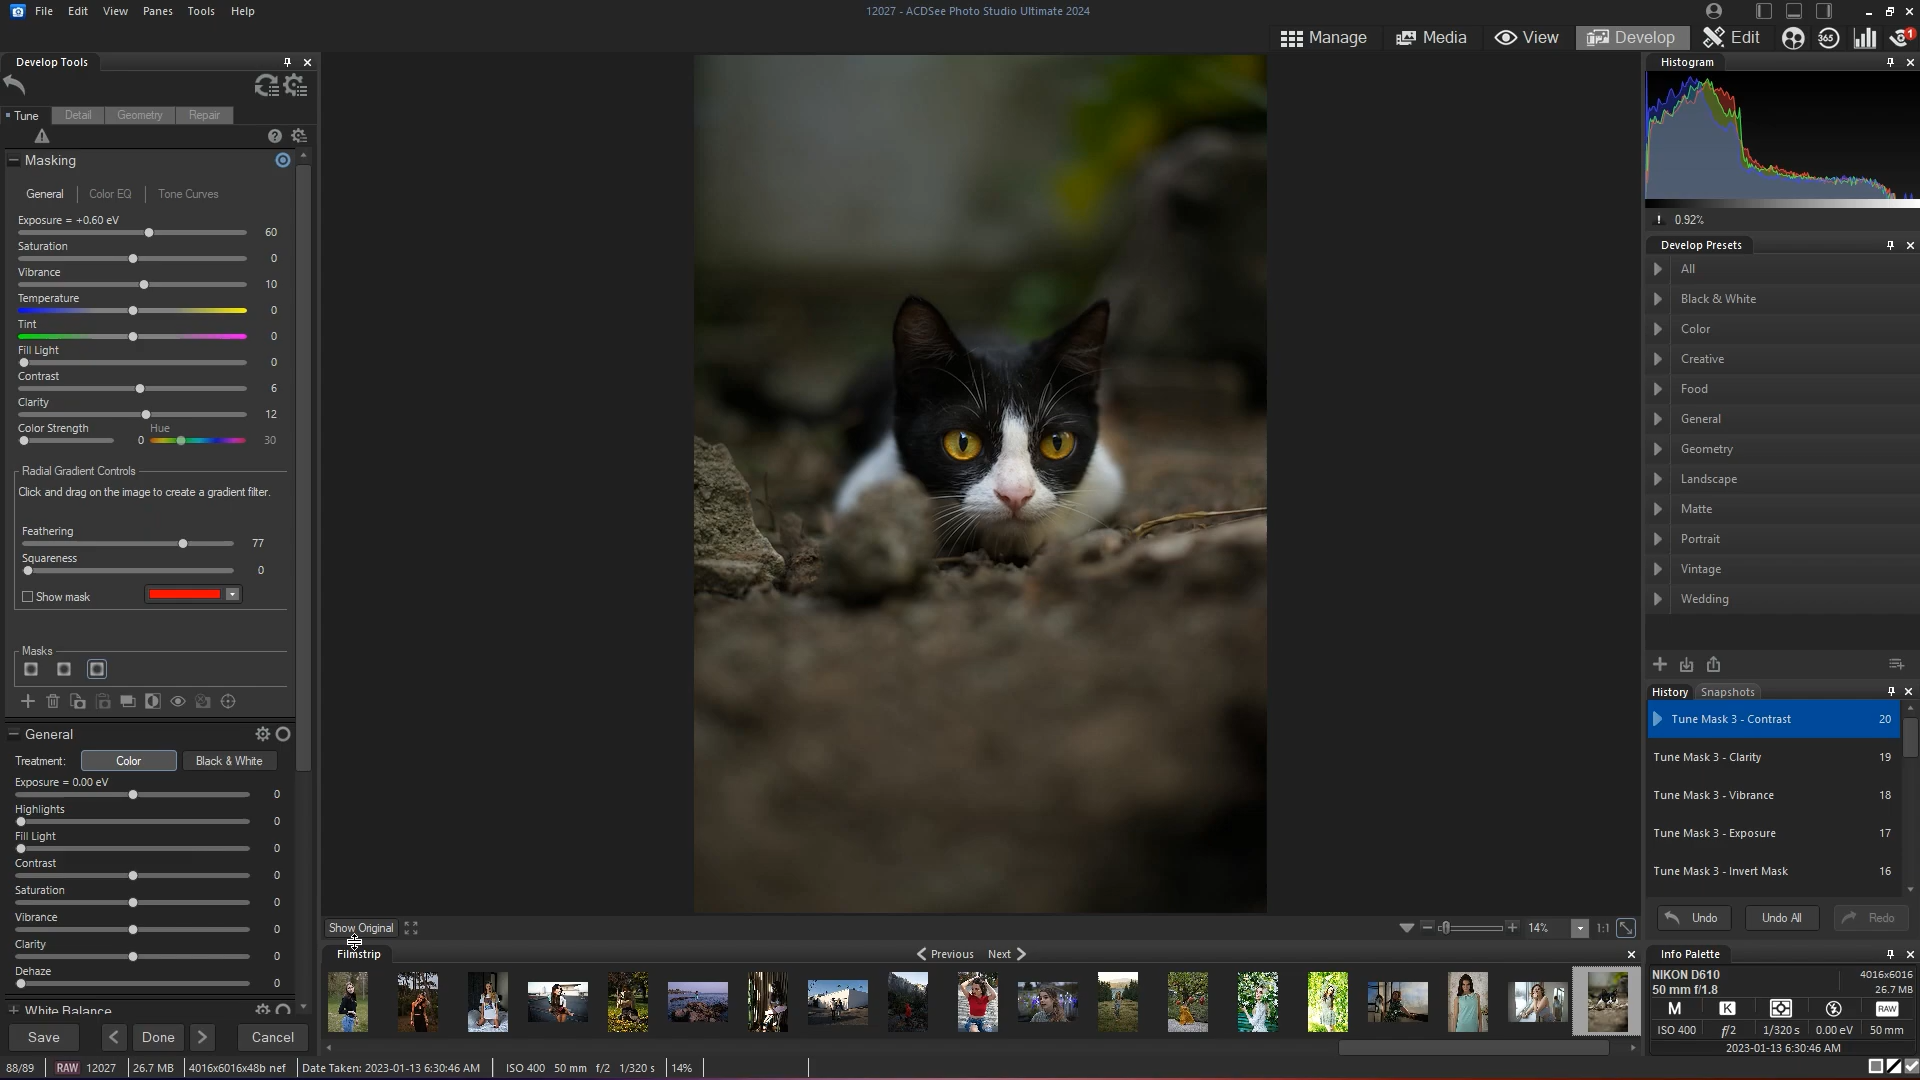 File Edit View Panes Tools Help
12027 - ACDSee Photo Studio Ultimate 2024
Manage Media View Develop Edit 365 1
Develop Tools
Tune Detail Geometry Repair
Masking
General Color EQ Tone Curves
Exposure = +0.60 eV
60
Saturation
0
Vibrance
10
Temperature
0
Tint
0
Fill Light
0
Contrast
6
Clarity
12
Color Strength Hue
0 30
Radial Gradient Controls
Click and drag on the image to create a gradient filter.
Feathering
77
Squareness
0
Show mask
Masks
General
Treatment: Color Black & White
Exposure = 0.00 eV
0
Highlights
0
Fill Light
0
Contrast
0
Saturation
0
Vibrance
0
Clarity
0
Dehaze
0
White Balance
Save Done Cancel
Show Original
14% 1:1
Filmstrip Previous Next
Histogram
0.92%
Develop Presets
All
Black & White
Color
Creative
Food
General
Geometry
Landscape
Matte
Portrait
Vintage
Wedding
History Snapshots
Tune Mask 3 - Contrast 20
Tune Mask 3 - Clarity 19
Tune Mask 3 - Vibrance 18
Tune Mask 3 - Exposure 17
Tune Mask 3 - Invert Mask 16
Undo Undo All Redo
Info Palette
NIKON D610 4016x6016
50 mm f/1.8 26.7 MB
M K RAW
ISO 400 f/2 1/320 s 0.00 eV 50 mm
2023-01-13 6:30:46 AM
88/89 RAW 12027 26.7 MB 4016x6016x48b nef Date Taken: 2023-01-13 6:30:46 AM ISO 400 50 mm f/2 1/320 s 14%